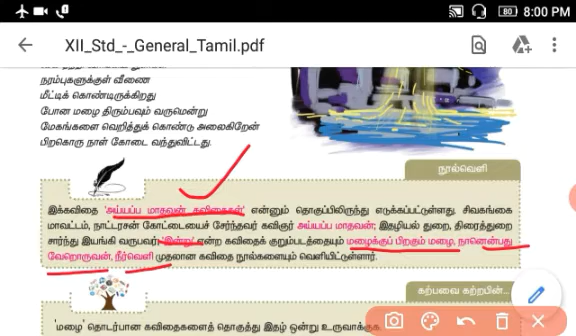 80 8:00 PM
XII_Std_-_General_Tamil.pdf
நரம்புகளுக்குள் வீணை
மீட்டிக் கொண்டிருக்கிறது
போன மழை திரும்பவும் வருமென்று
மேகங்களை வெறித்துக் கொண்டு அலைகிறேன்
பிறகொரு நாள் கோடை வந்துவிட்டது.
நூல்வெளி
இக்கவிதை 'அய்யப்ப மாதவன் கவிதைகள்' என்னும் தொகுப்பிலிருந்து எடுக்கப்பட்டுள்ளது. சிவகங்கை
மாவட்டம், நாட்டரசன் கோட்டையைச் சேர்ந்தவர் கவிஞர் அய்யப்ப மாதவன்; இதழியல் துறை, திரைத்துறை
சார்ந்து இயங்கி வருபவர்; 'இன்று' என்ற கவிதைக் குறும்படத்தையும் மழைக்குப் பிறகும் மழை, நானென்பது
வேறொருவன், நீர்வெளி முதலான கவிதை நூல்களையும் வெளியிட்டுள்ளார்.
கற்பவை கற்றபின்...
'மழை' தொடர்பான கவிதைகளைத் தொகுத்து இதழ் ஒன்று உருவாக்குக.